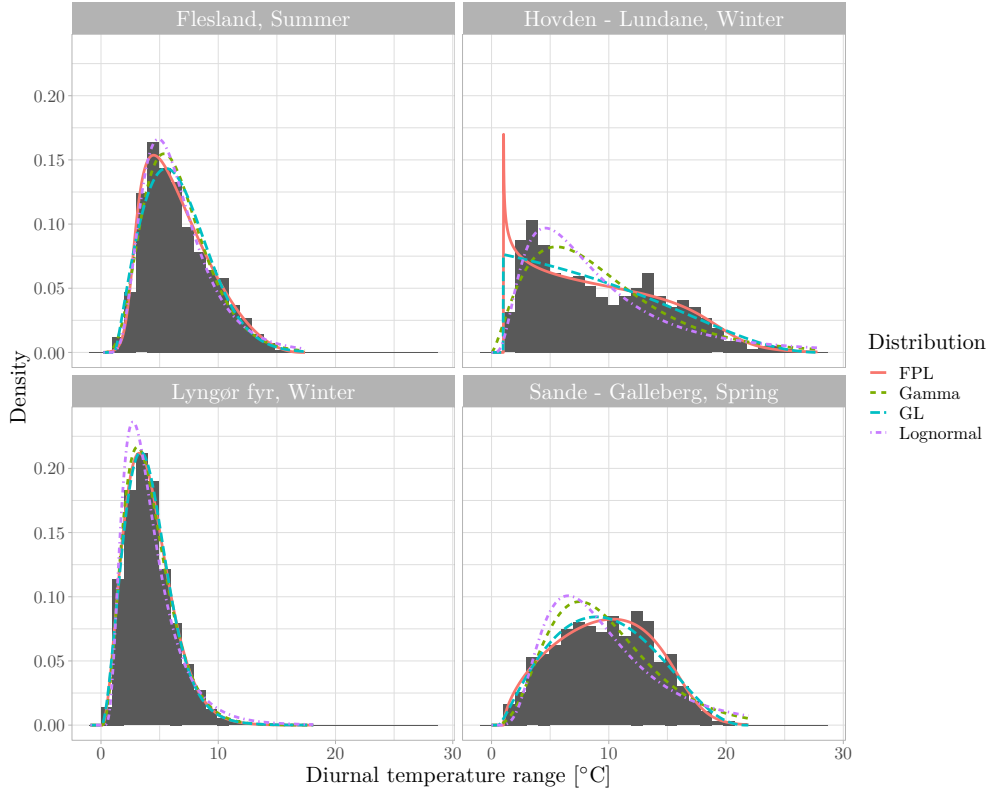 Flesland, Summer
Hovden - Lundane, Winter
0.20
0.15
0.10
0.05
0.00
Lyngør fyr, Winter
Sande - Galleberg, Spring
0.20
0.15
0.10
0.05
0.00
0 10 20 30
0 10 20 30
Diurnal temperature range [°C]
Density
Distribution
FPL
Gamma
GL
Lognormal